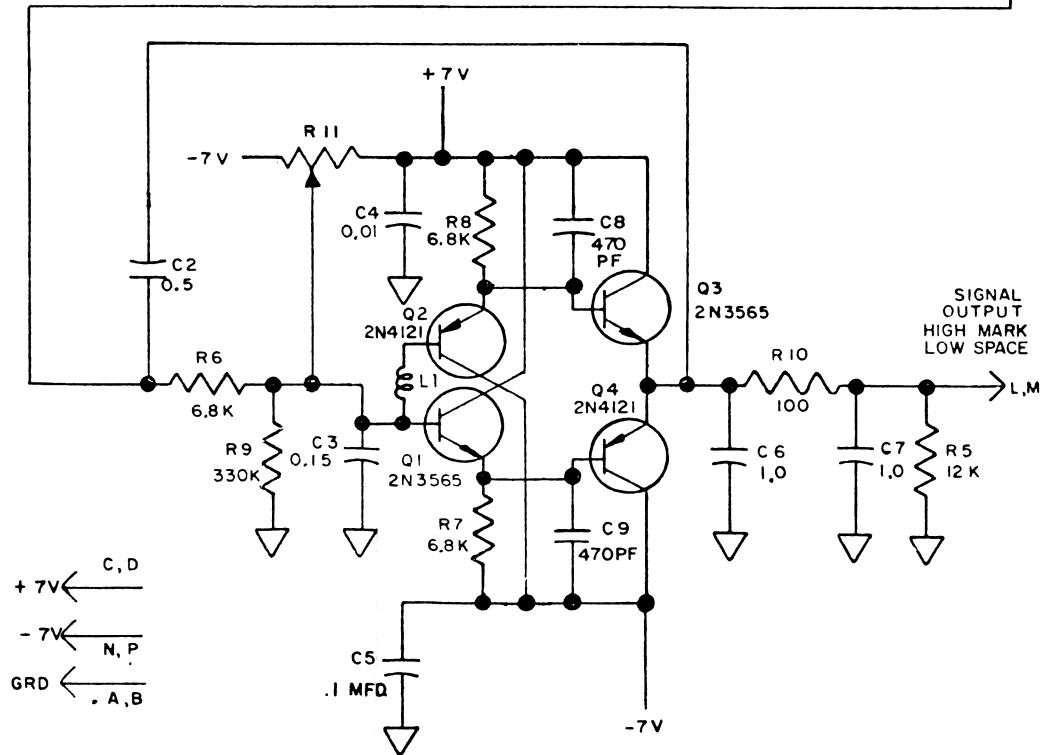 +7V
R11
-7V
C4
0.01
R8
6.8K
C8
470
PF
C2
0.5
Q3
2N3565
Q2
2N4121
SIGNAL
OUTPUT
HIGH MARK
LOW SPACE
R6
6.8K
L1
Q4
2N4121
R10
100
L,M
R9
330K
C3
0.15
Q1
2N3565
C6
1.0
C7
1.0
R5
12K
R7
6.8K
C9
470PF
C,D
+7V
-7V
N,P
GRD
A,B
C5
.1 MFD
-7V